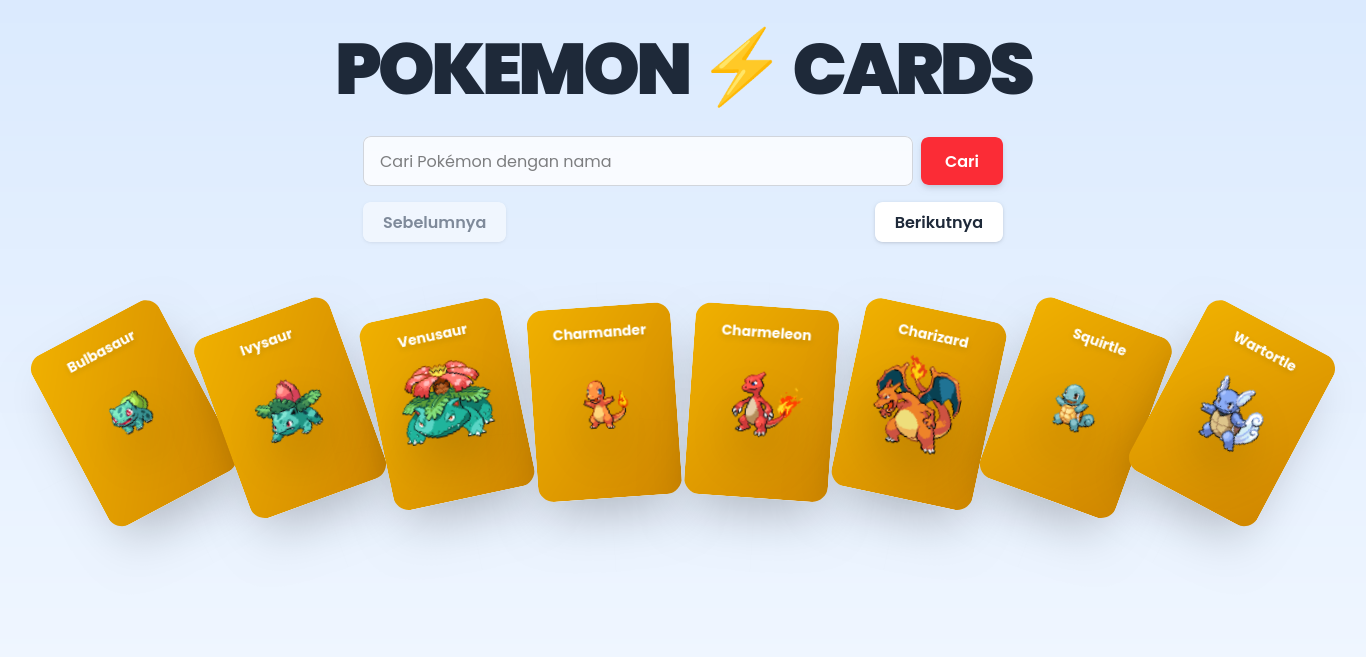 POKEMON ⚡ CARDS
Cari Pokémon dengan nama
Cari
Sebelumnya
Berikutnya
Bulbasaur
Ivysaur
Venusaur
Charmander
Charmeleon
Charizard
Squirtle
Wartortle